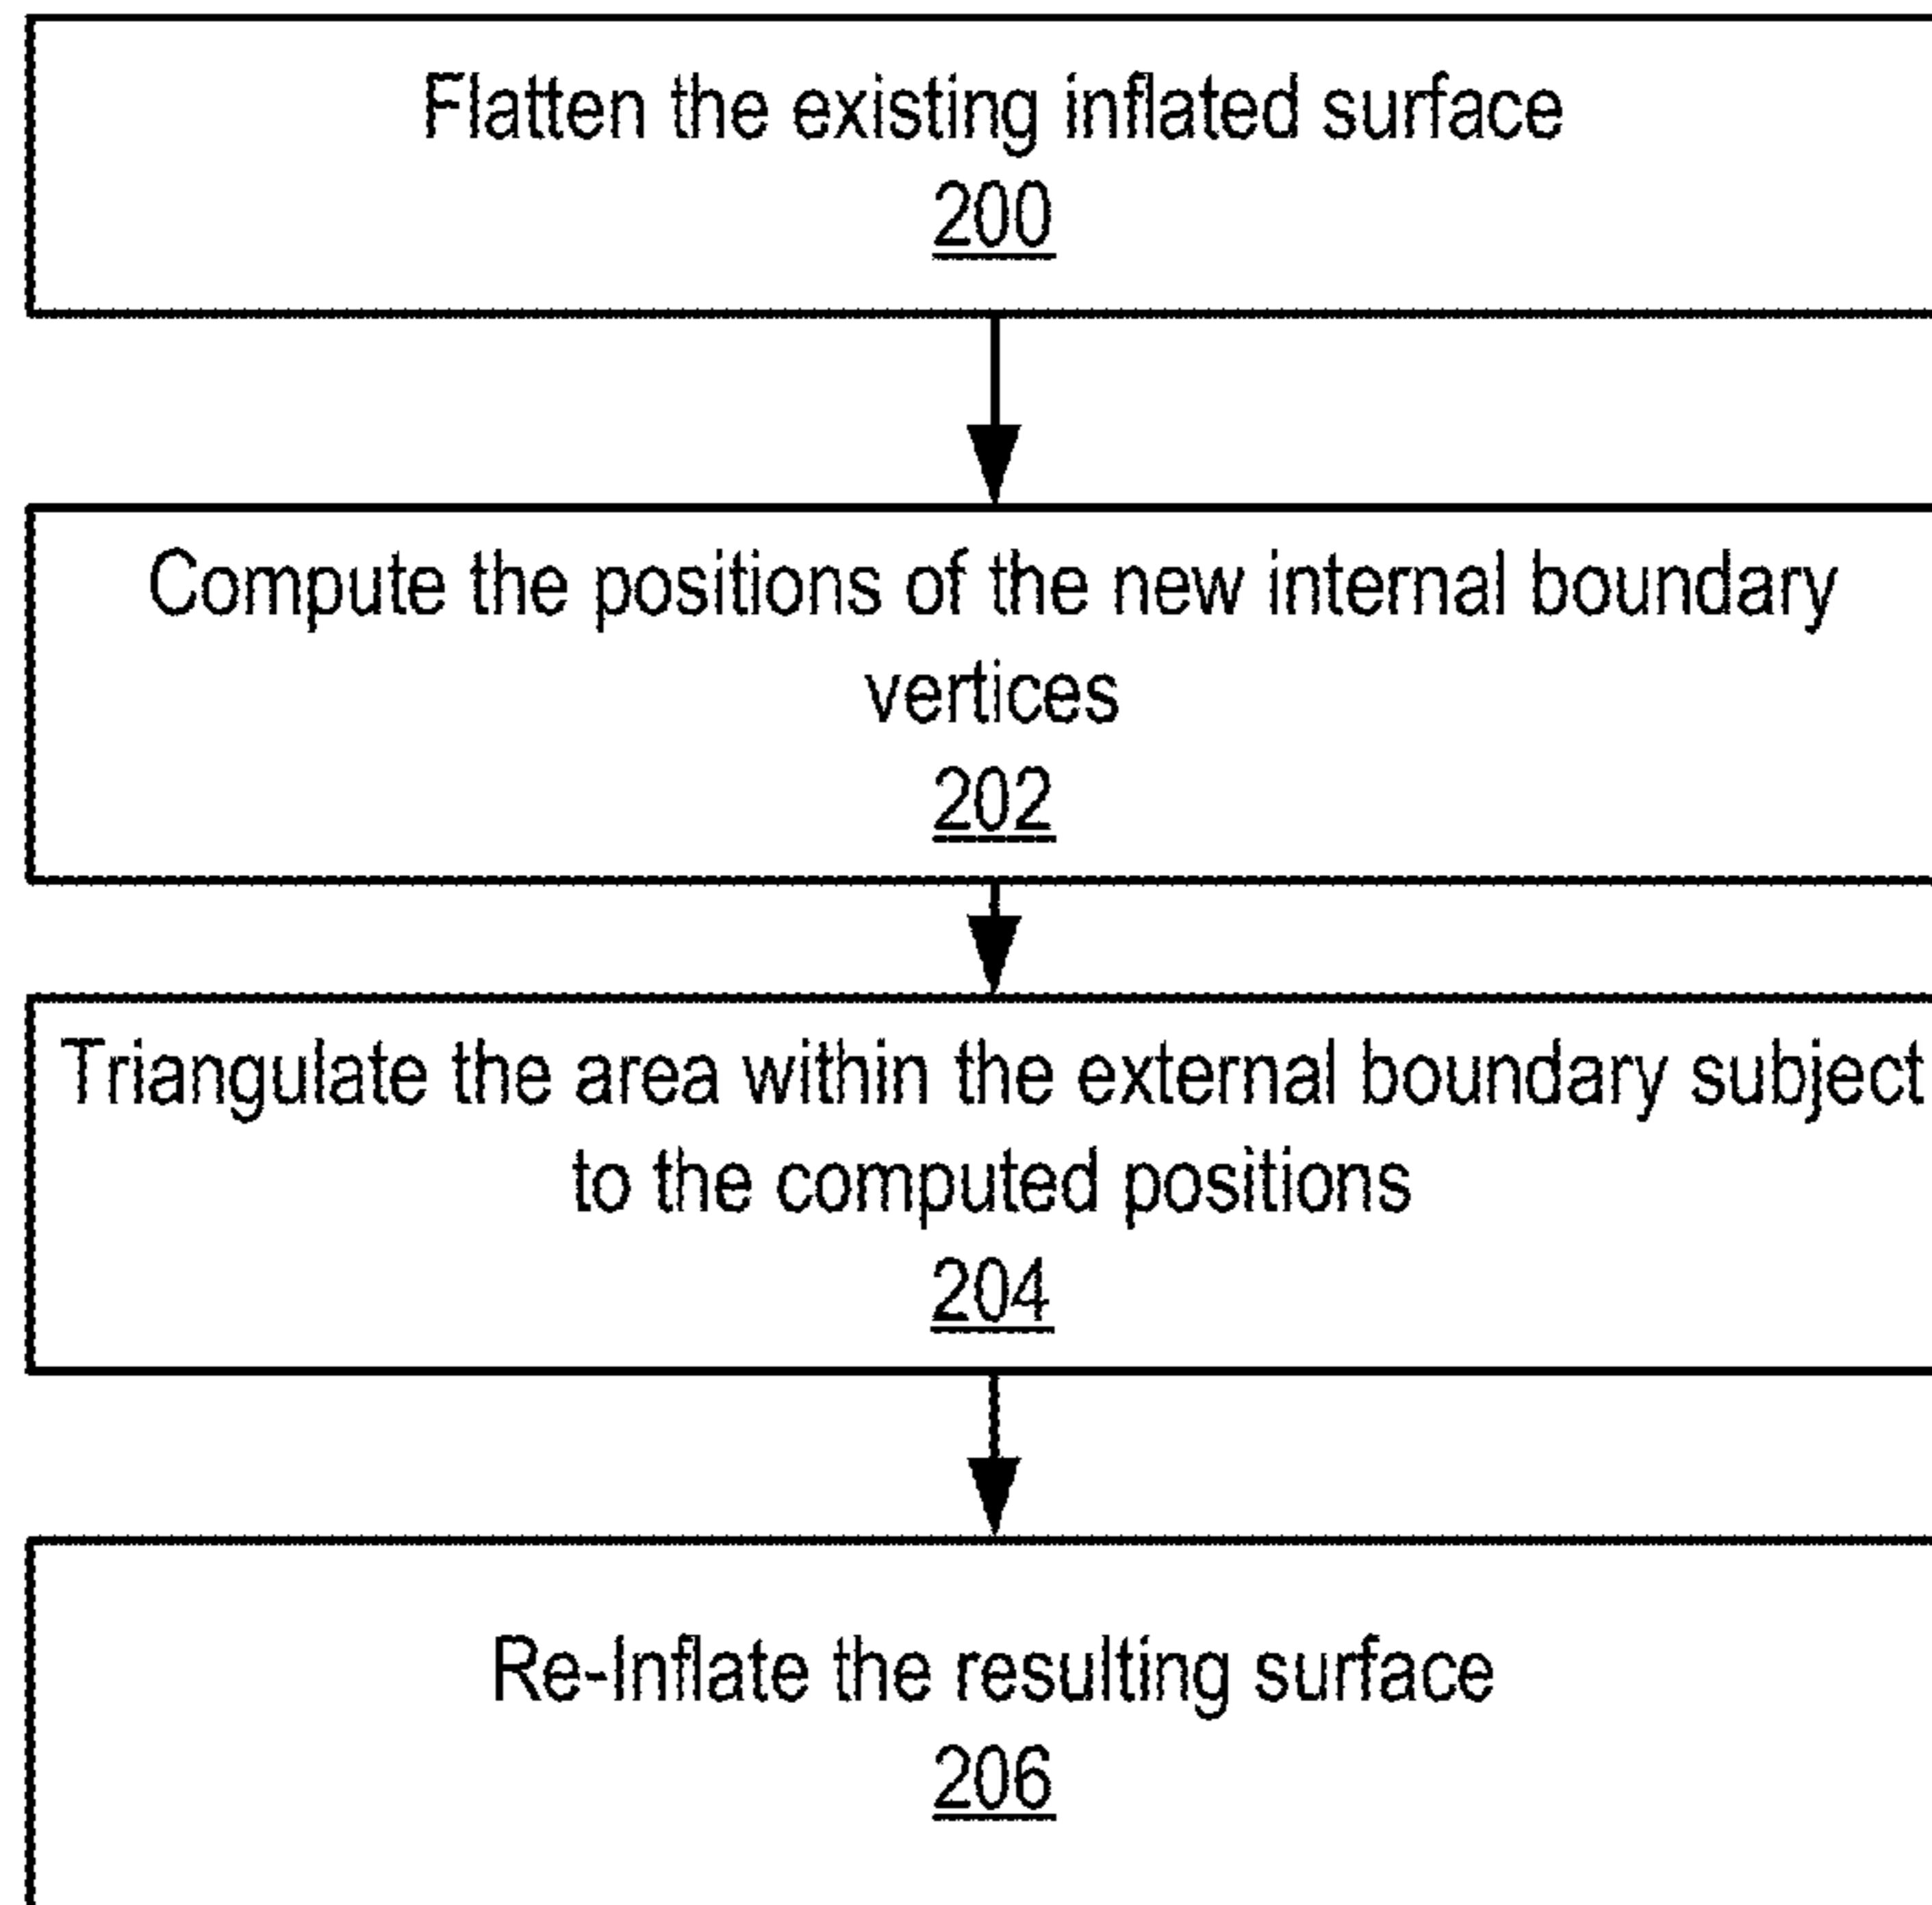 Flatten the existing inflated surface
200
Compute the positions of the new internal boundary
vertices
202
Triangulate the area within the external boundary subject
to the computed positions
204
Re-Inflate the resulting surface
206